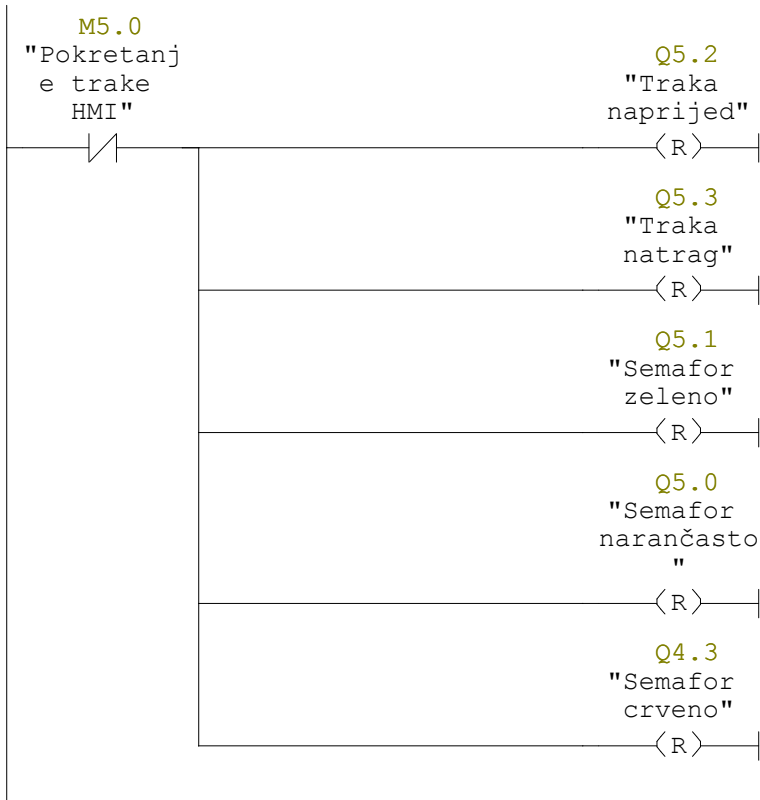 M5.0
"Pokretanj
e trake
HMI"
Q5.2
"Traka
naprijed"
R
Q5.3
"Traka
natrag"
R
Q5.1
"Semafor
zeleno"
R
Q5.0
"Semafor
narančasto
"
R
Q4.3
"Semafor
crveno"
R